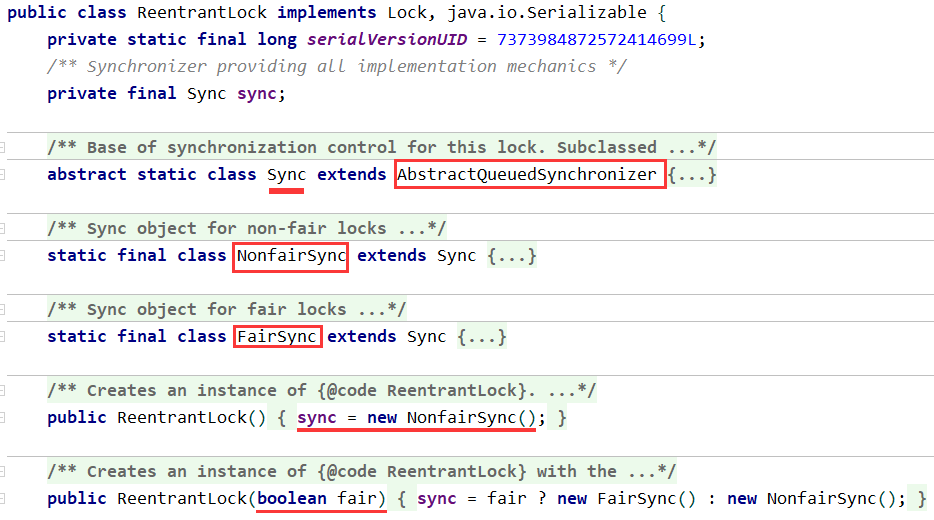 public class ReentrantLock implements Lock, java.io.Serializable {
private static final long serialVersionUID = 7373984872572414699L;
/** Synchronizer providing all implementation mechanics */
private final Sync sync;
/** Base of synchronization control for this lock. Subclassed ...*/
abstract static class Sync extends AbstractQueuedSynchronizer {...}
/** Sync object for non-fair locks ...*/
static final class NonfairSync extends Sync {...}
/** Sync object for fair locks ...*/
static final class FairSync extends Sync {...}
/** Creates an instance of {@code ReentrantLock}. ...*/
public ReentrantLock() { sync = new NonfairSync(); }
/** Creates an instance of {@code ReentrantLock} with the ...*/
public ReentrantLock(boolean fair) { sync = fair ? new FairSync() : new NonfairSync(); }